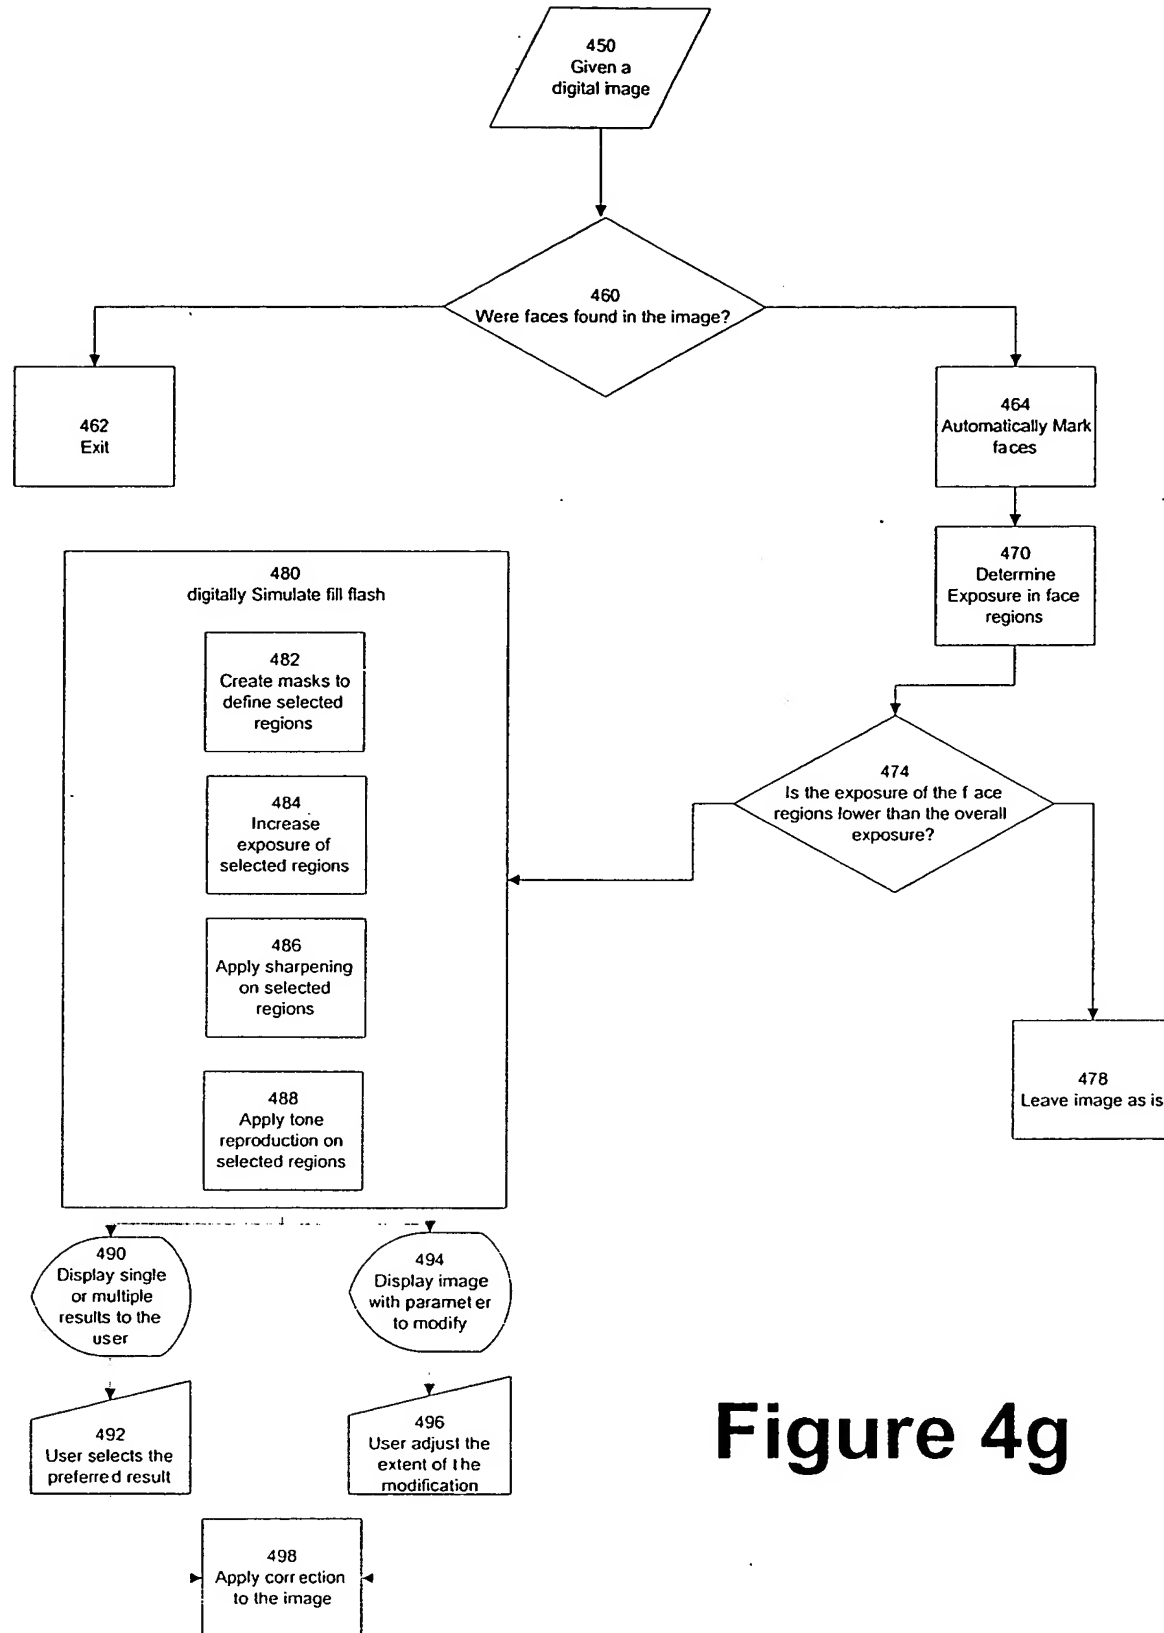 450
Given a
digital image
460
Were faces found in the image?
462
Exit
464
Automatically Mark
faces
470
Determine
Exposure in face
regions
474
Is the exposure of the f ace
regions lower than the overall
exposure?
478
Leave image as is
480
digitally Simulate fill flash
482
Create masks to
define selected
regions
484
Increase
exposure of
selected regions
486
Apply sharpening
on selected
regions
488
Apply tone
reproduction on
selected regions
490
Display single
or multiple
results to the
user
494
Display image
with paramet er
to modify
492
User selects the
preferred result
496
User adjust the
extent of the
modification
498
Apply correction
to the image
Figure 4g